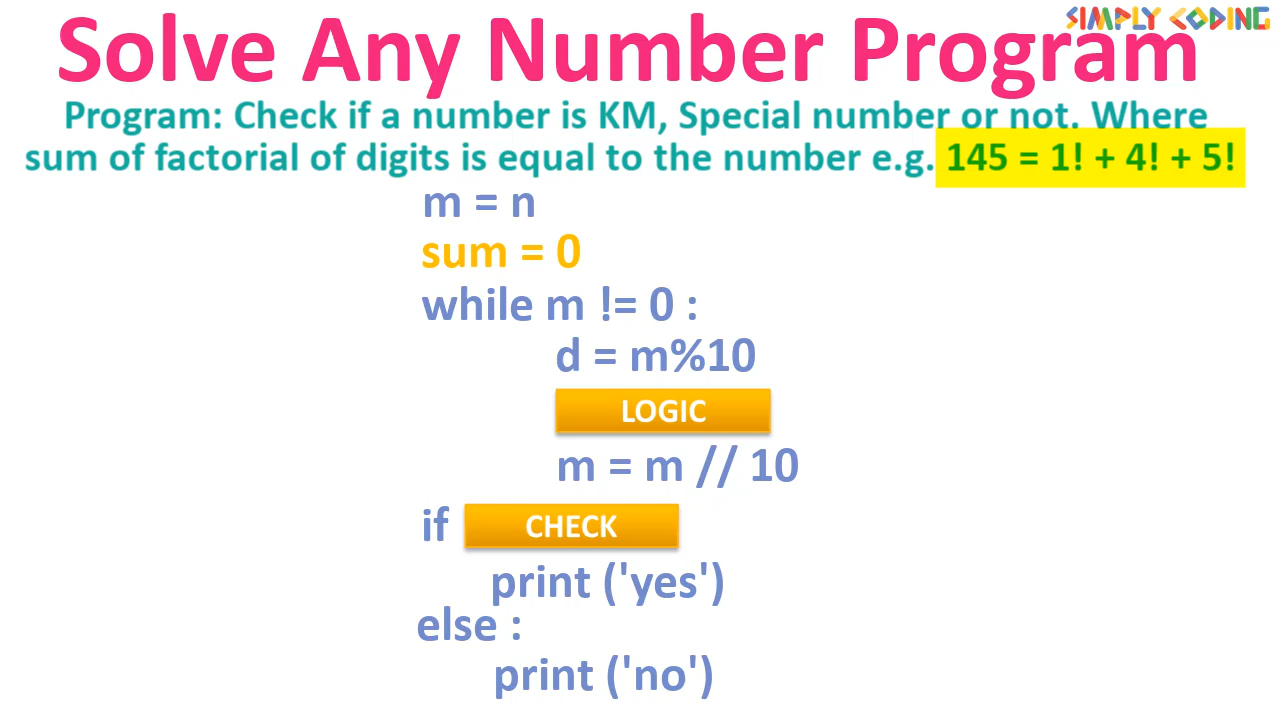 SIMPLY CODING
Solve Any Number Program
Program: Check if a number is KM, Special number or not. Where
sum of factorial of digits is equal to the number e.g. 145 = 1! + 4! + 5!
m = n
sum = 0
while m != 0 :
d = m%10
LOGIC
m = m // 10
if CHECK
print ('yes')
else :
print ('no')